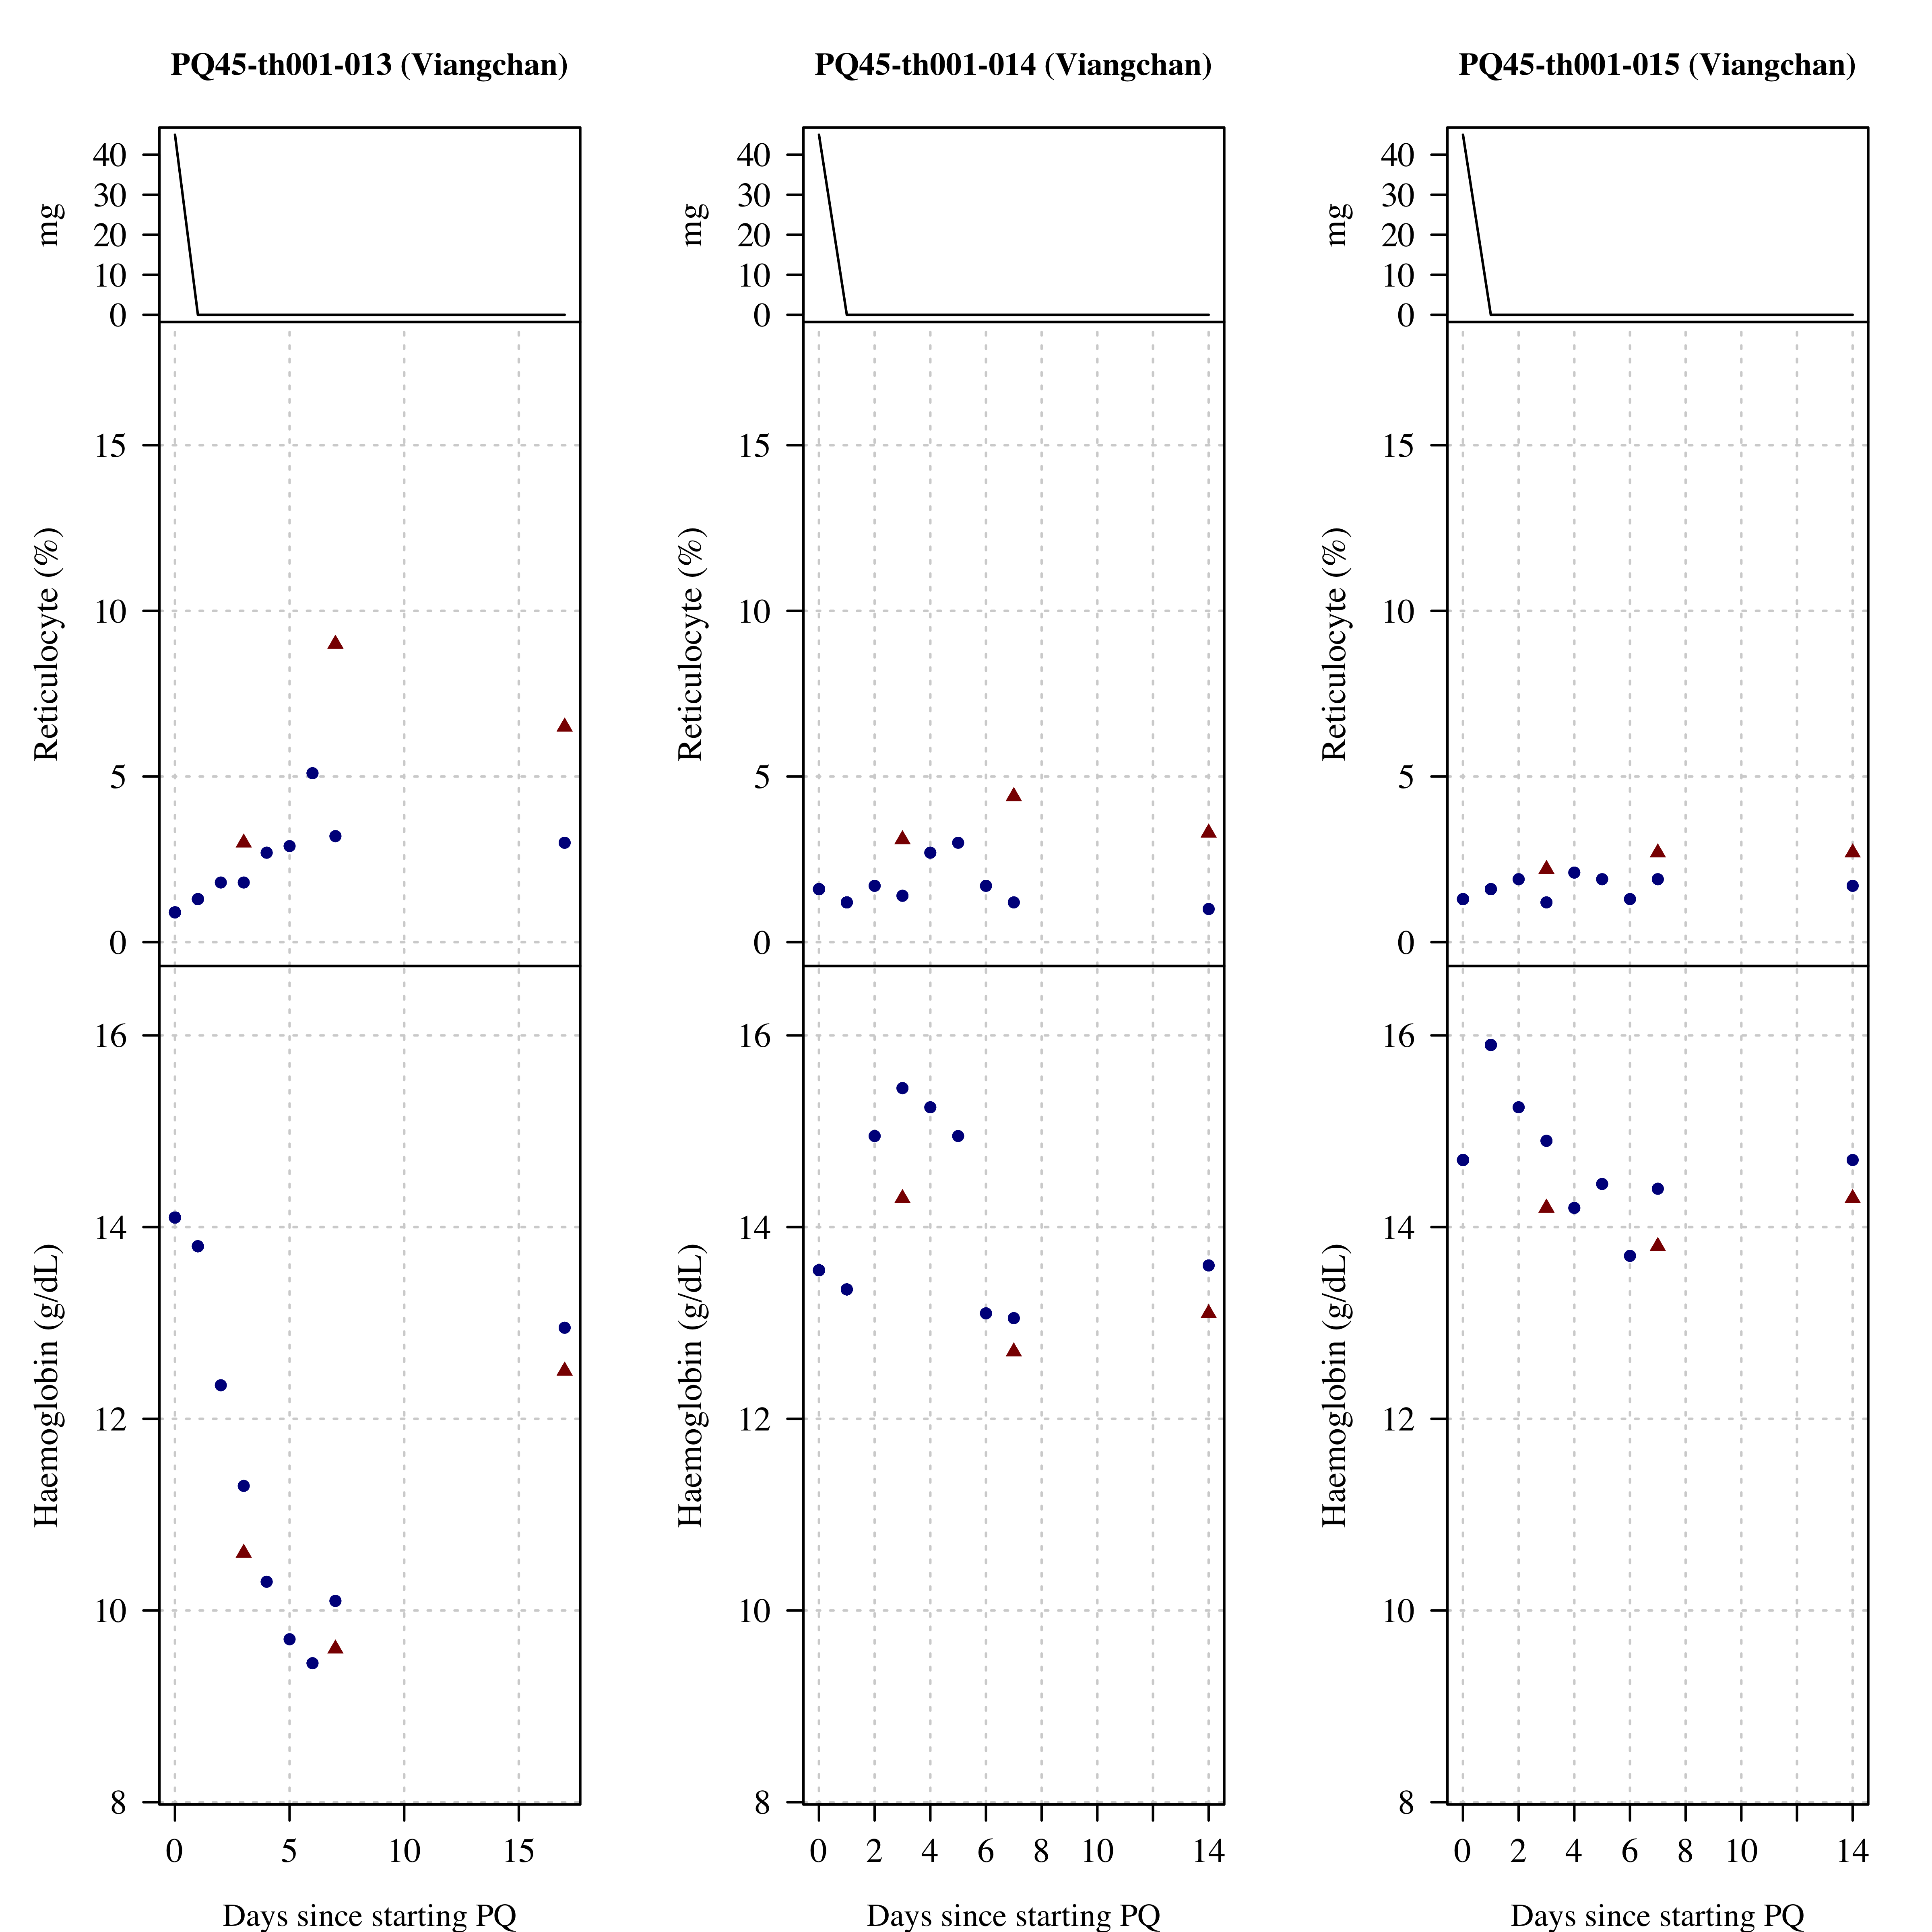 PQ45-th001-013 (Viangchan) PQ45-th001-014 (Viangchan) PQ45-th001-015 (Viangchan)
mg
40
30
20
10
0
Reticulocyte (%)
15
10
5
0
Haemoglobin (g/dL)
16
14
12
10
8
0 5 10 15
Days since starting PQ
mg
40
30
20
10
0
Reticulocyte (%)
15
10
5
0
Haemoglobin (g/dL)
16
14
12
10
8
0 2 4 6 8 10 14
Days since starting PQ
mg
40
30
20
10
0
Reticulocyte (%)
15
10
5
0
Haemoglobin (g/dL)
16
14
12
10
8
0 2 4 6 8 10 14
Days since starting PQ